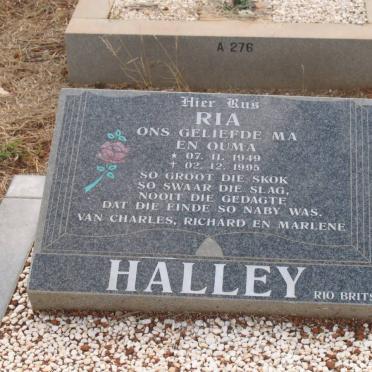 A 276
Hier Rus
RIA
ONS GELIEFDE MA
EN OUMA
* 07. 11. 1949
† 02. 12. 1995
SO GROOT DIE SKOK
SO SWAAR DIE SLAG,
NOOIT DIE GEDAGTE
DAT DIE EINDE SO NABY WAS.
VAN CHARLES, RICHARD EN MARLENE
HALLEY
RIO BRITS